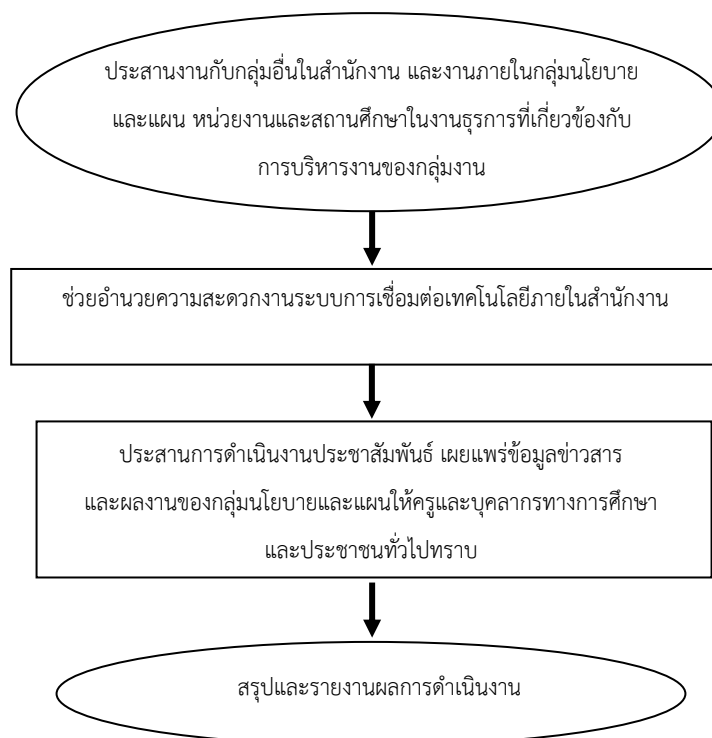 ประสานงานกับกลุ่มอื่นในสำนักงาน และงานภายในกลุ่มนโยบาย
และแผน หน่วยงานและสถานศึกษาในงานธุรการที่เกี่ยวข้องกับ
การบริหารงานของกลุ่มงาน
ช่วยอำนวยความสะดวกงานระบบการเชื่อมต่อเทคโนโลยีภายในสำนักงาน
ประสานการดำเนินงานประชาสัมพันธ์ เผยแพร่ข้อมูลข่าวสาร
และผลงานของกลุ่มนโยบายและแผนให้ครูและบุคลากรทางการศึกษา
และประชาชนทั่วไปทราบ
สรุปและรายงานผลการดำเนินงาน